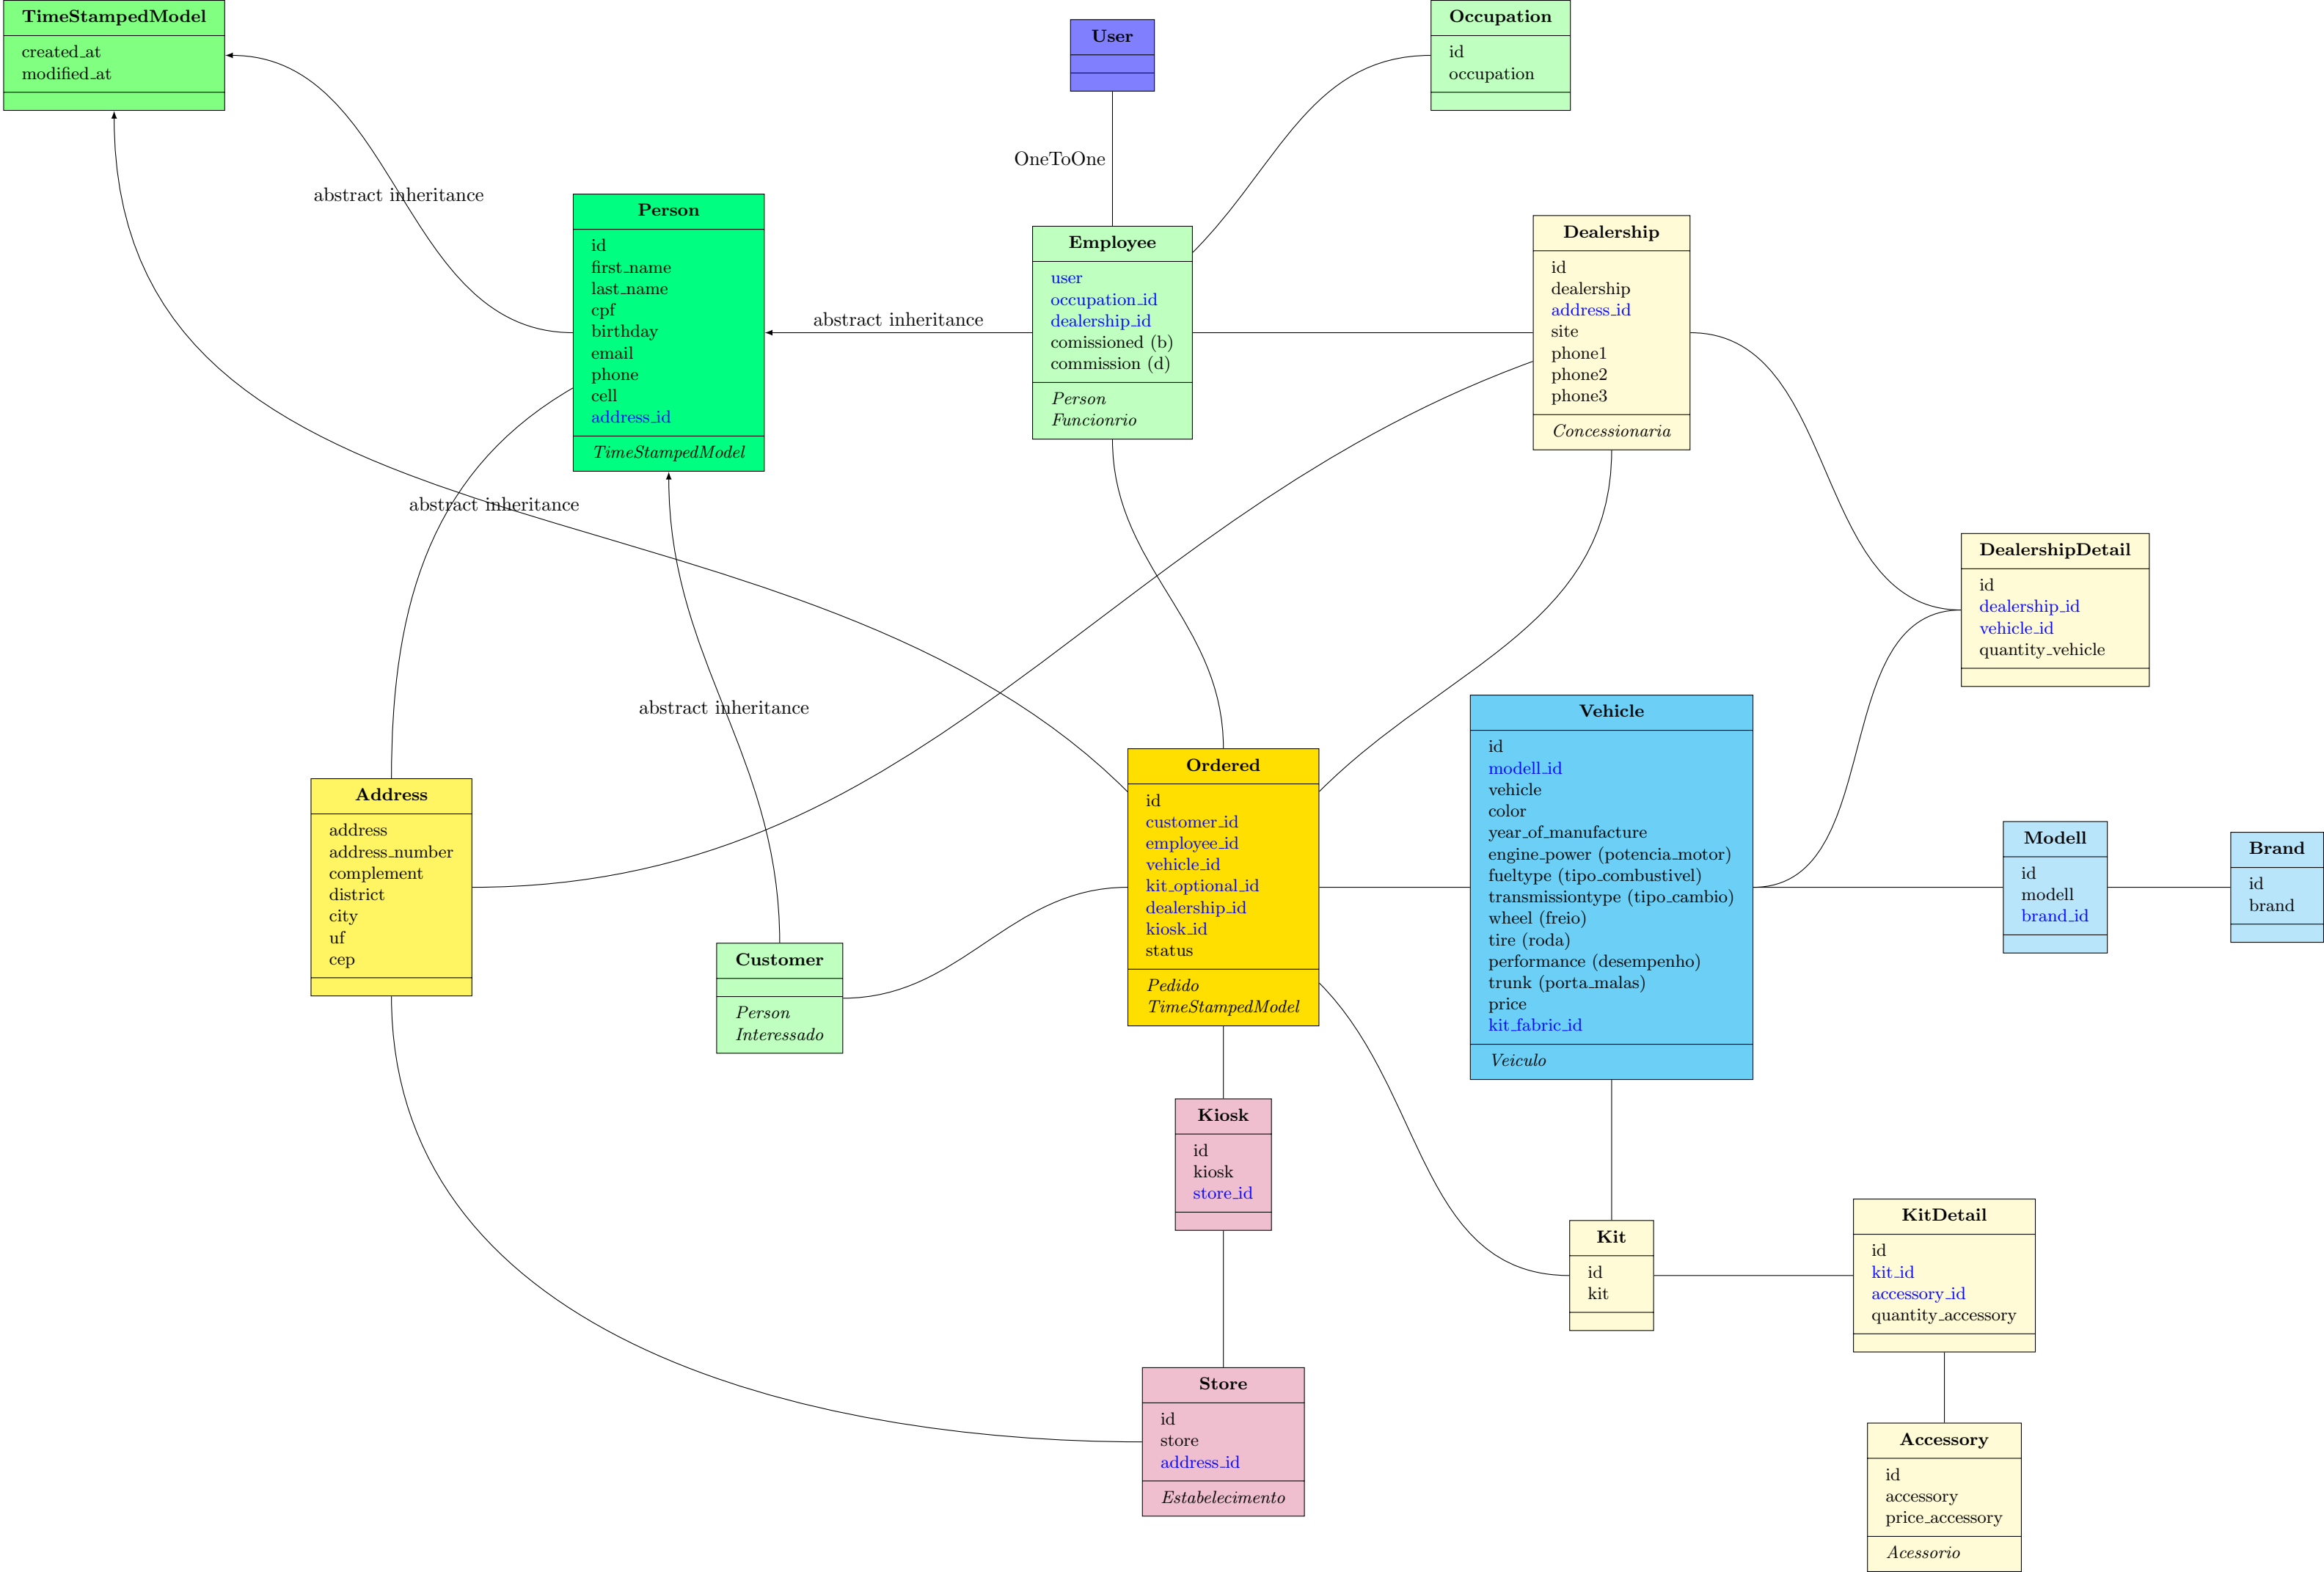 TimeStampedModel
created_at
modified_at
User
Occupation
id
occupation
OneToOne
abstract inheritance
Person
id
first_name
last_name
cpf
birthday
email
phone
cell
address_id
TimeStampedModel
abstract inheritance
Employee
user
occupation_id
dealership_id
comissioned (b)
commission (d)
Person
Funcionrio
Dealership
id
dealership
address_id
site
phone1
phone2
phone3
Concessionaria
abstract inheritance
DealershipDetail
id
dealership_id
vehicle_id
quantity_vehicle
abstract inheritance
Address
address
address_number
complement
district
city
uf
cep
Customer
Person
Interessado
Ordered
id
customer_id
employee_id
vehicle_id
kit_optional_id
dealership_id
kiosk_id
status
Pedido
TimeStampedModel
Vehicle
id
modell_id
vehicle
color
year_of_manufacture
engine_power (potencia_motor)
fueltype (tipo_combustivel)
transmissiontype (tipo_cambio)
wheel (freio)
tire (roda)
performance (desempenho)
trunk (porta_malas)
price
kit_fabric_id
Veiculo
Modell
id
modell
brand_id
Brand
id
brand
Kiosk
id
kiosk
store_id
Kit
id
kit
KitDetail
id
kit_id
accessory_id
quantity_accessory
Store
id
store
address_id
Estabelecimento
Accessory
id
accessory
price_accessory
Acessorio